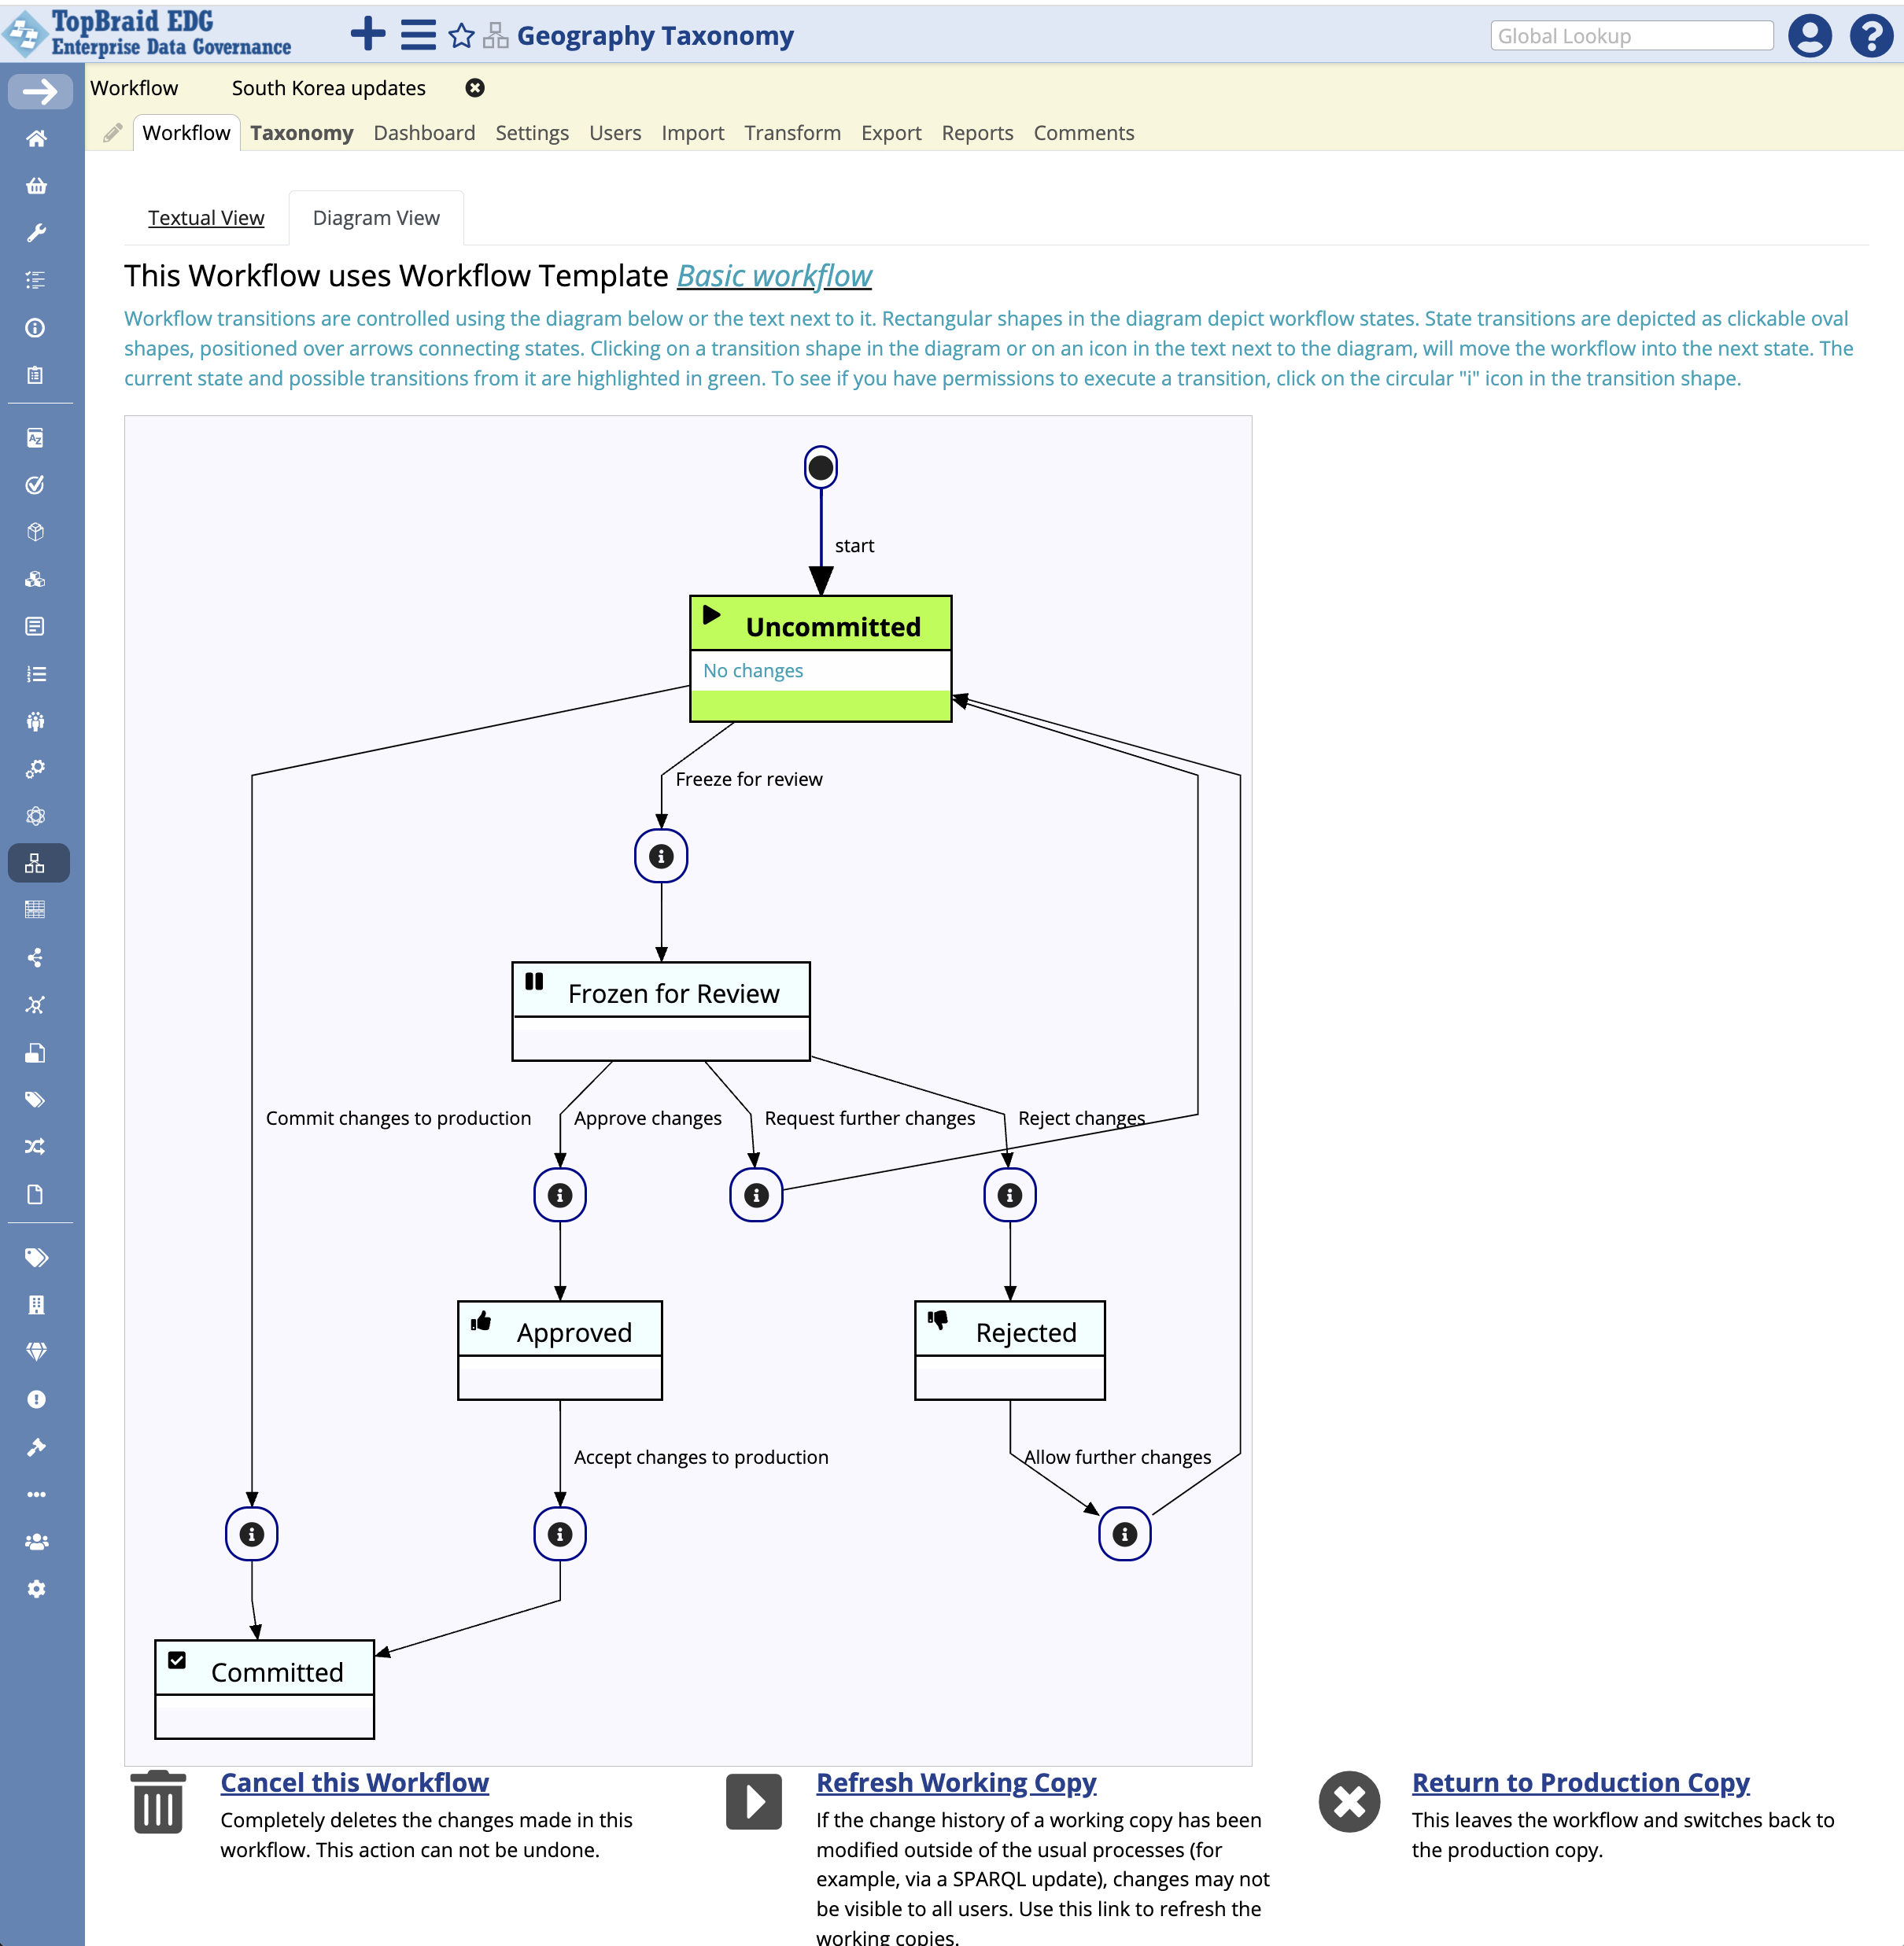 TopBraid EDG
Enterprise Data Governance
Geography Taxonomy
Global Lookup
Workflow
South Korea updates
Workflow
Taxonomy
Dashboard
Settings
Users
Import
Transform
Export
Reports
Comments
Textual View
Diagram View
This Workflow uses Workflow Template Basic workflow
Workflow transitions are controlled using the diagram below or the text next to it. Rectangular shapes in the diagram depict workflow states. State transitions are depicted as clickable oval
shapes, positioned over arrows connecting states. Clicking on a transition shape in the diagram or on an icon in the text next to the diagram, will move the workflow into the next state. The
current state and possible transitions from it are highlighted in green. To see if you have permissions to execute a transition, click on the circular "i" icon in the transition shape.
start
Uncommitted
No changes
Freeze for review
Frozen for Review
Commit changes to production
Approve changes
Request further changes
Reject changes
Approved
Rejected
Accept changes to production
Allow further changes
Committed
Cancel this Workflow
Completely deletes the changes made in this
workflow. This action can not be undone.
Refresh Working Copy
If the change history of a working copy has been
modified outside of the usual processes (for
example, via a SPARQL update), changes may not
be visible to all users. Use this link to refresh the
working copies.
Return to Production Copy
This leaves the workflow and switches back to
the production copy.